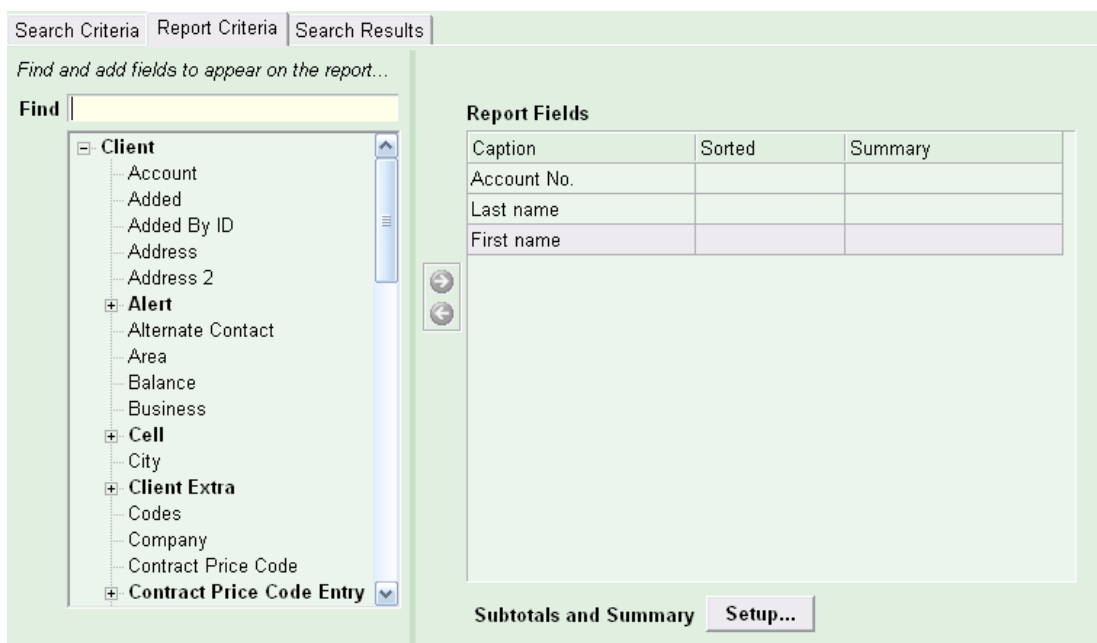 Search Criteria Report Criteria Search Results
Find and add fields to appear on the report...
Find
Client
Account
Added
Added By ID
Address
Address 2
Alert
Alternate Contact
Area
Balance
Business
Cell
City
Client Extra
Codes
Company
Contract Price Code
Contract Price Code Entry
Report Fields
Caption Sorted Summary
Account No.
Last name
First name
Subtotals and Summary Setup...